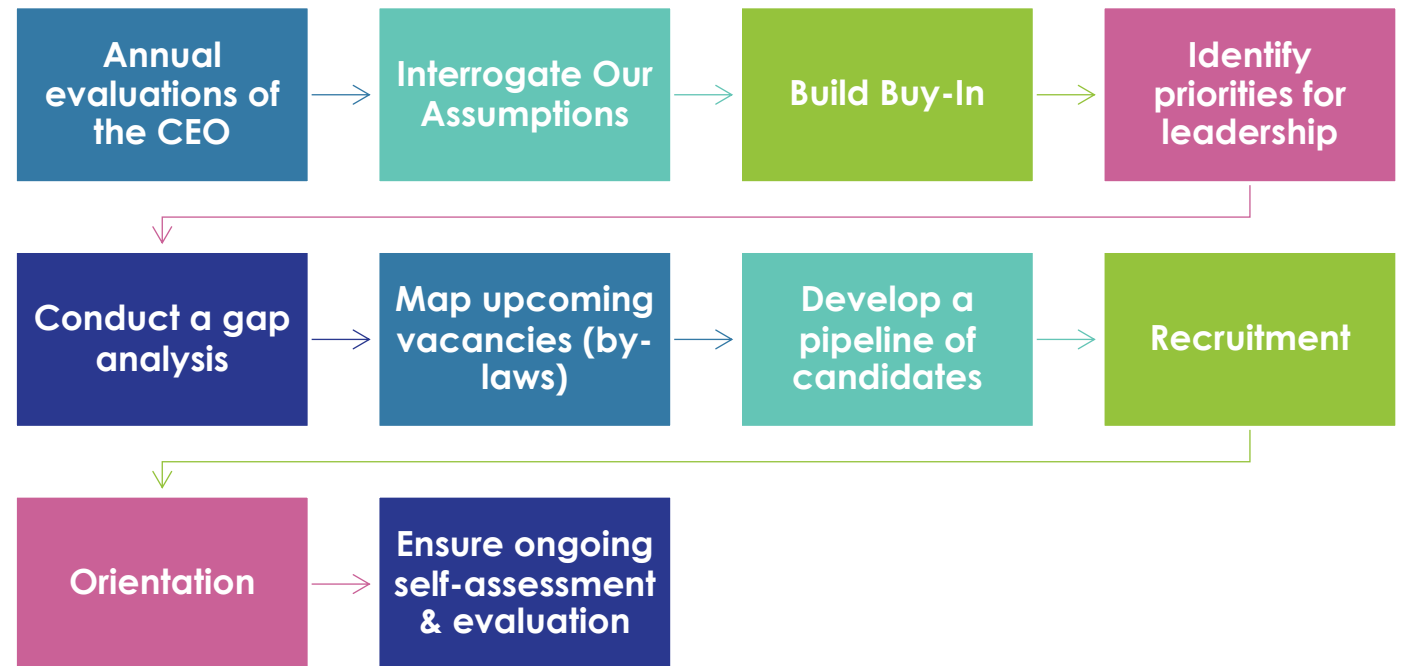 Annual
evaluations of
the CEO
Interrogate Our
Assumptions
Build Buy-In
Identify
priorities for
leadership
Conduct a gap
analysis
Map upcoming
vacancies (by-
laws)
Develop a
pipeline of
candidates
Recruitment
Orientation
Ensure ongoing
self-assessment
& evaluation